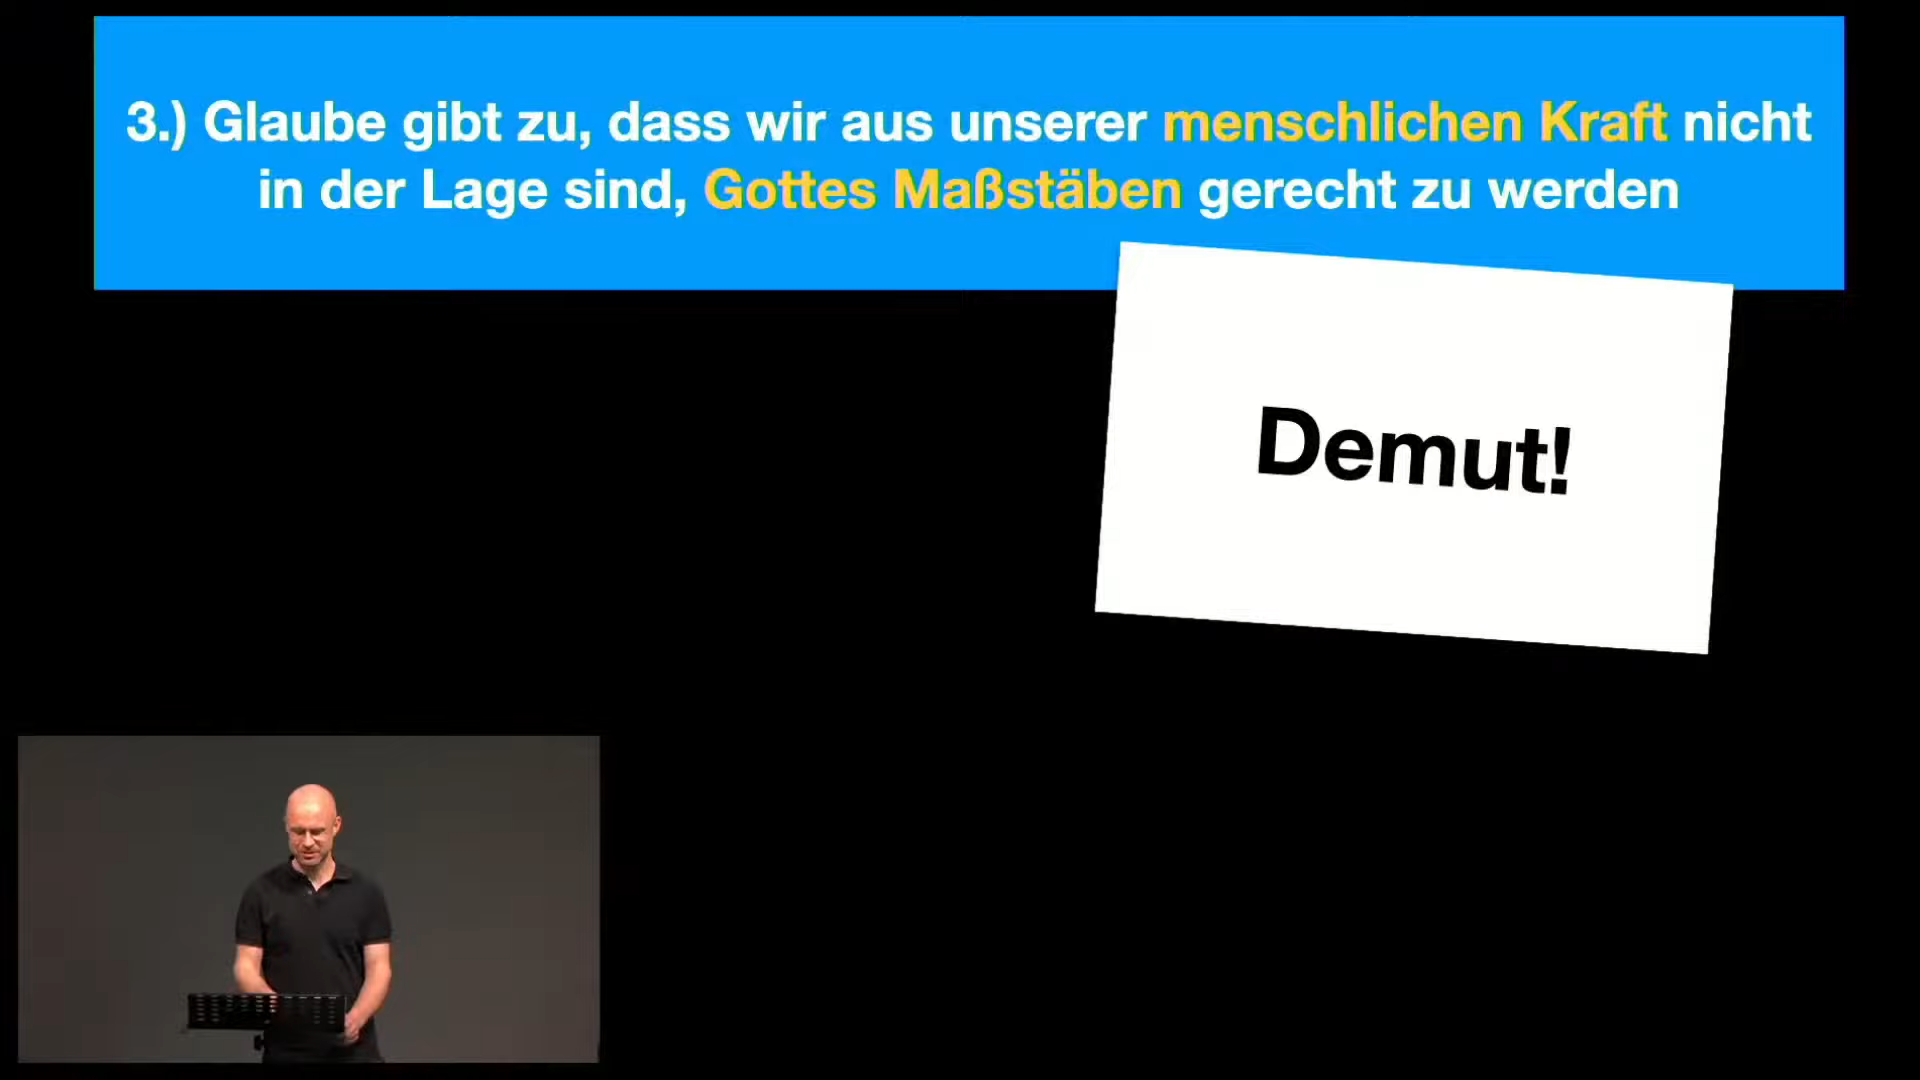 3.) Glaube gibt zu, dass wir aus unserer menschlichen Kraft nicht
in der Lage sind, Gottes Maßstäben gerecht zu werden
Demut!